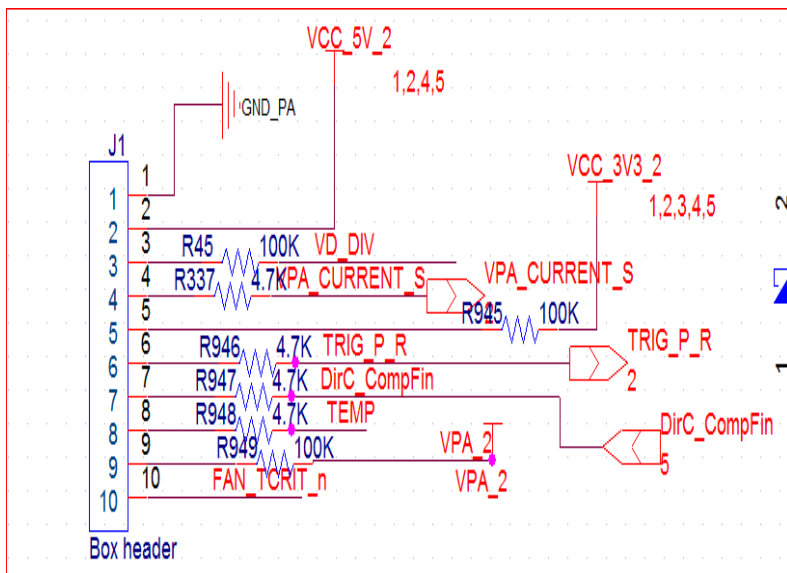 VCC_5V_2
1,2,4,5
GND_PA
J1
VCC_3V3_2
1,2,3,4,5
2
1
1 1
2 2
3 3 R45 100K VD_DIV
4 4 R337 4.7K VPA_CURRENT_S VPA_CURRENT_S
5 5 R945 100K
6 6 R946 4.7K TRIG_P_R TRIG_P_R
2
7 7 R947 4.7K DirC_CompFin DirC_CompFin
5
8 8 R948 4.7K TEMP
9 9 R949 100K VPA_2
VPA_2
10 10 FAN_TCRIT_n
Box header